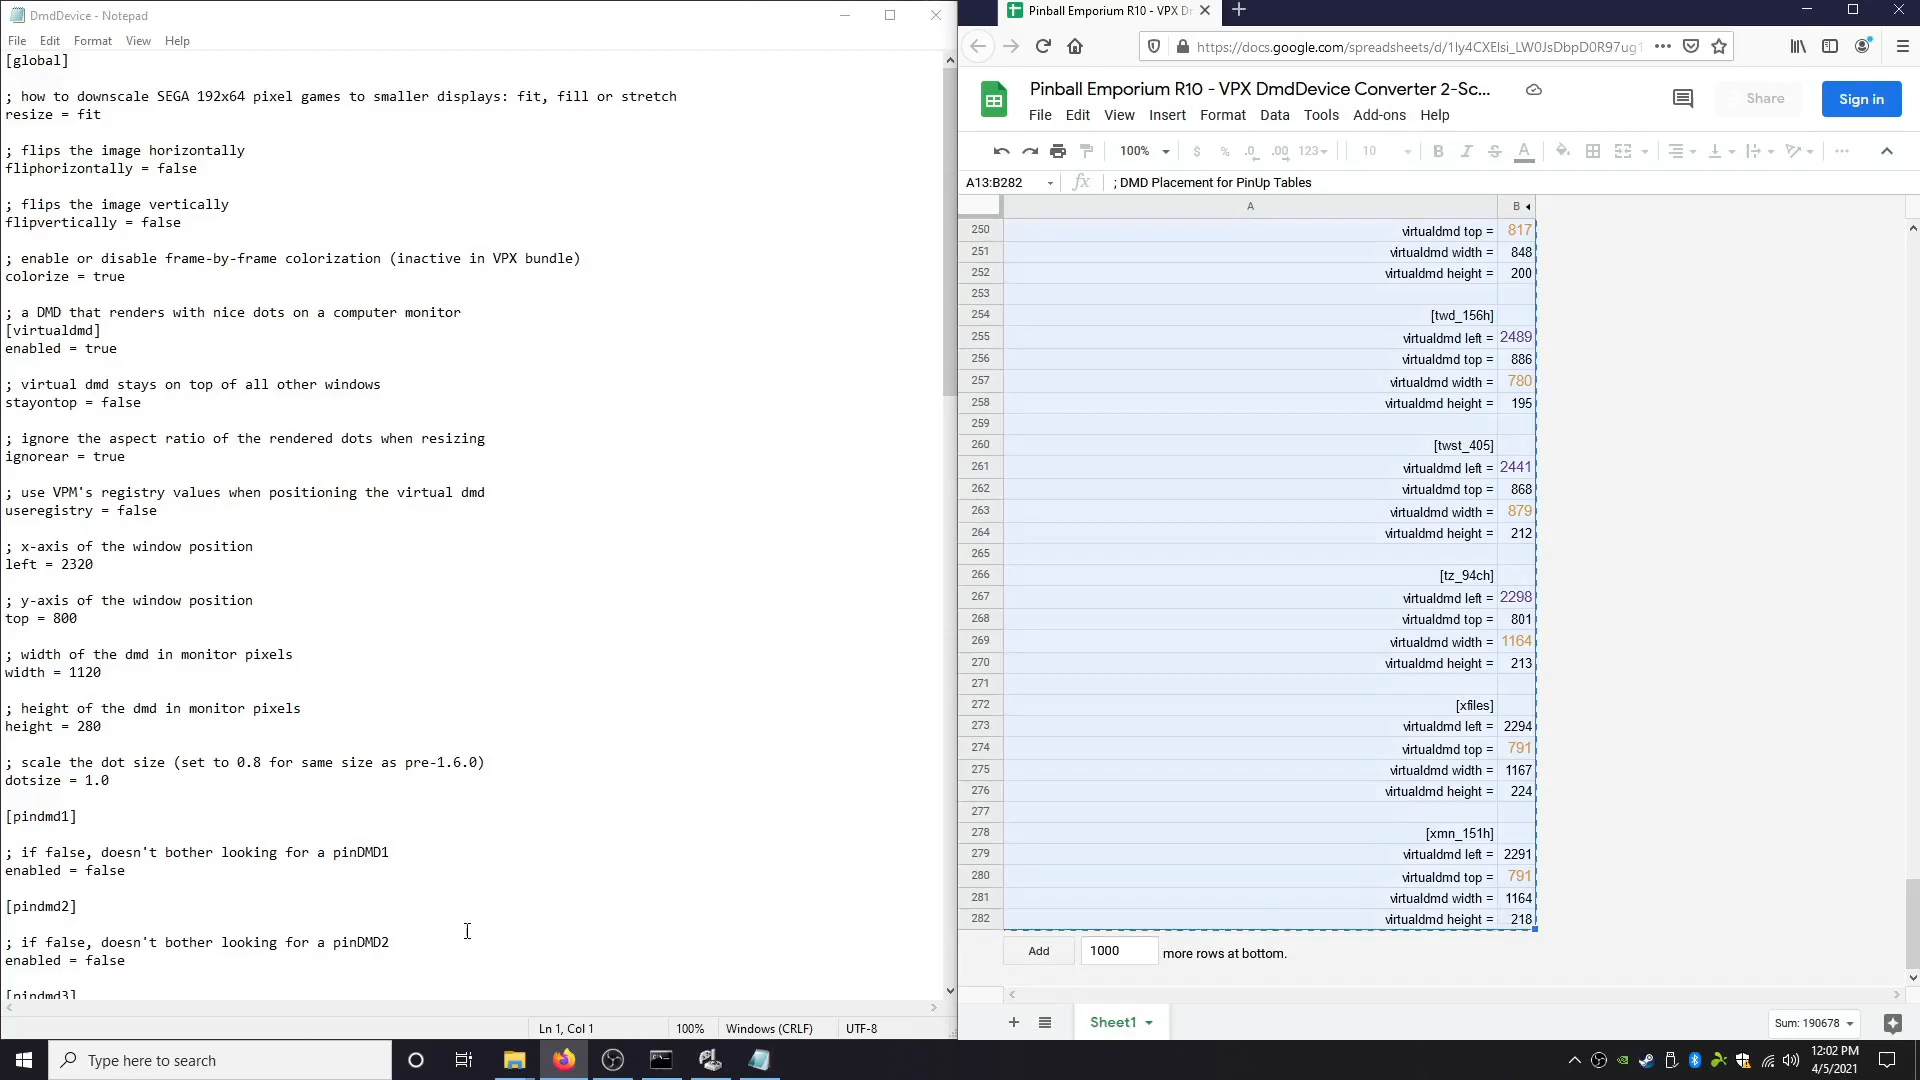 DmdDevice - Notepad
File Edit Format View Help
[global]
; how to downscale SEGA 192x64 pixel games to smaller displays: fit, fill or stretch
resize = fit
; flips the image horizontally
fliphorizontally = false
; flips the image vertically
flipvertically = false
; enable or disable frame-by-frame colorization (inactive in VPX bundle)
colorize = true
; a DMD that renders with nice dots on a computer monitor
[virtualdmd]
enabled = true
; virtual dmd stays on top of all other windows
stayontop = false
; ignore the aspect ratio of the rendered dots when resizing
ignorear = true
; use VPM's registry values when positioning the virtual dmd
useregistry = false
; x-axis of the window position
left = 2320
; y-axis of the window position
top = 800
; width of the dmd in monitor pixels
width = 1120
; height of the dmd in monitor pixels
height = 280
; scale the dot size (set to 0.8 for same size as pre-1.6.0)
dotsize = 1.0
[pindmd1]
; if false, doesn't bother looking for a pinDMD1
enabled = false
[pindmd2]
; if false, doesn't bother looking for a pinDMD2
enabled = false
[pindmd3]
Ln 1, Col 1 100% Windows (CRLF) UTF-8
Pinball Emporium R10 - VPX Dr
https://docs.google.com/spreadsheets/d/1ly4CXElsi_LW0JsDbpD0R97ug1
Pinball Emporium R10 - VPX DmdDevice Converter 2-Sc...
Share
Sign in
File Edit View Insert Format Data Tools Add-ons Help
100% $ % .0 .00 123 10 B I S A
A13:B282 fx ; DMD Placement for PinUp Tables
A B
250 virtualdmd top = 817
251 virtualdmd width = 848
252 virtualdmd height = 200
253
254 [twd_156h]
255 virtualdmd left = 2489
256 virtualdmd top = 886
257 virtualdmd width = 780
258 virtualdmd height = 195
259
260 [twst_405]
261 virtualdmd left = 2441
262 virtualdmd top = 868
263 virtualdmd width = 879
264 virtualdmd height = 212
265
266 [tz_94ch]
267 virtualdmd left = 2298
268 virtualdmd top = 801
269 virtualdmd width = 1164
270 virtualdmd height = 213
271
272 [xfiles]
273 virtualdmd left = 2294
274 virtualdmd top = 791
275 virtualdmd width = 1167
276 virtualdmd height = 224
277
278 [xmn_151h]
279 virtualdmd left = 2291
280 virtualdmd top = 791
281 virtualdmd width = 1164
282 virtualdmd height = 218
Add 1000 more rows at bottom.
Sheet1
Sum: 190678
Type here to search
12:02 PM
4/5/2021